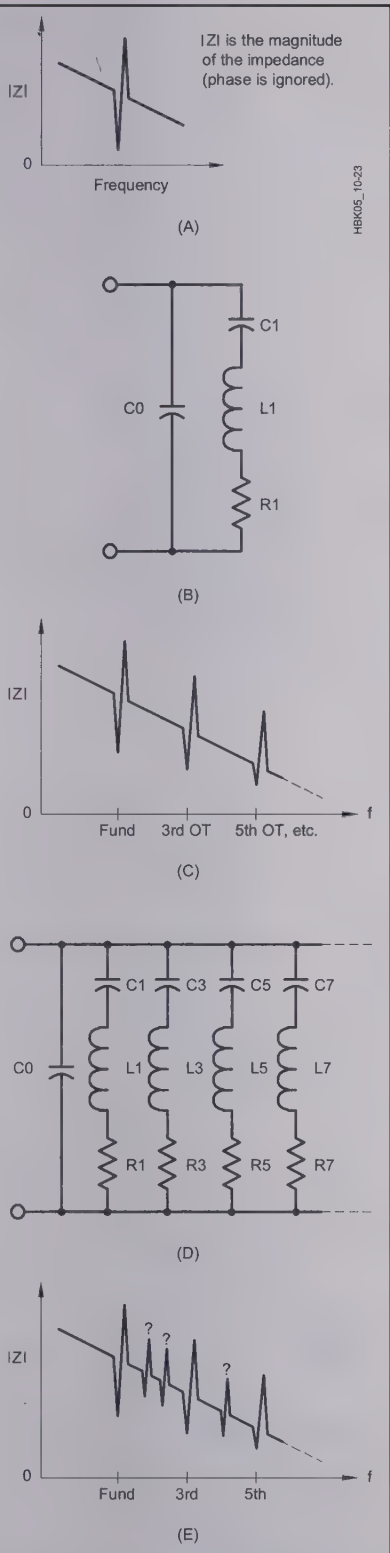 |Z| is the magnitude
of the impedance
(phase is ignored).
|Z|
0
Frequency
HBK05_10-23
(A)
C0
C1
L1
R1
(B)
|Z|
0
f
Fund 3rd OT 5th OT, etc.
(C)
C0
C1 C3 C5 C7
L1 L3 L5 L7
R1 R3 R5 R7
(D)
|Z|
? ? ?
0
f
Fund 3rd 5th
(E)